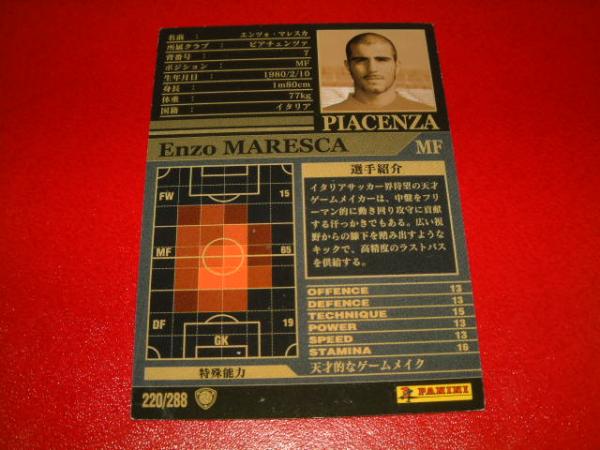 名前 : エンツォ・マレスカ
所属クラブ : ピアチェンツァ
背番号 : 7
ポジション : MF
生年月日 : 1980/2/10
身長 : 1m80cm
体重 : 77kg
国籍 : イタリア
PIACENZA
Enzo MARESCA MF
FW 15
MF 65
DF 19
GK
選手紹介
イタリアサッカー界待望の天才
ゲームメイカーは、中盤をフリ
ーマン的に動き回り攻守に貢献
する汗っかきでもある。広い視
野からの膝下を踏み出すような
キックで、高精度のラストパス
を供給する。
OFFENCE 13
DEFENCE 13
TECHNIQUE 15
POWER 13
SPEED 13
STAMINA 16
特殊能力 天才的なゲームメイク
220/288
PANINI